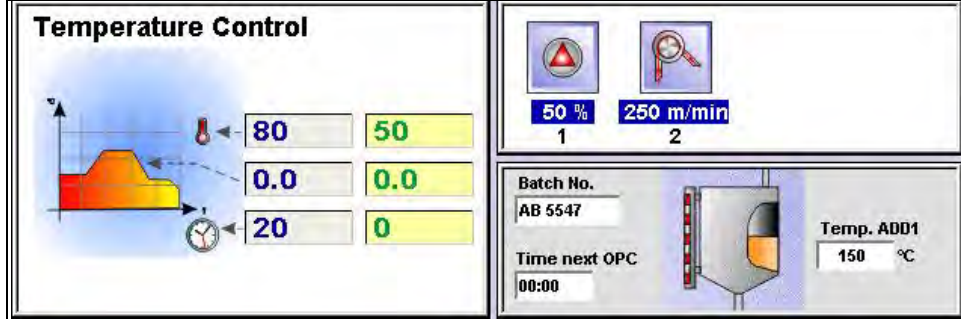 Temperature Control
80 50
0.0 0.0
20 0
50 % 250 m/min
1 2
Batch No.
AB 5547
Time next OPC
00:00
Temp. ADD1
150 °C